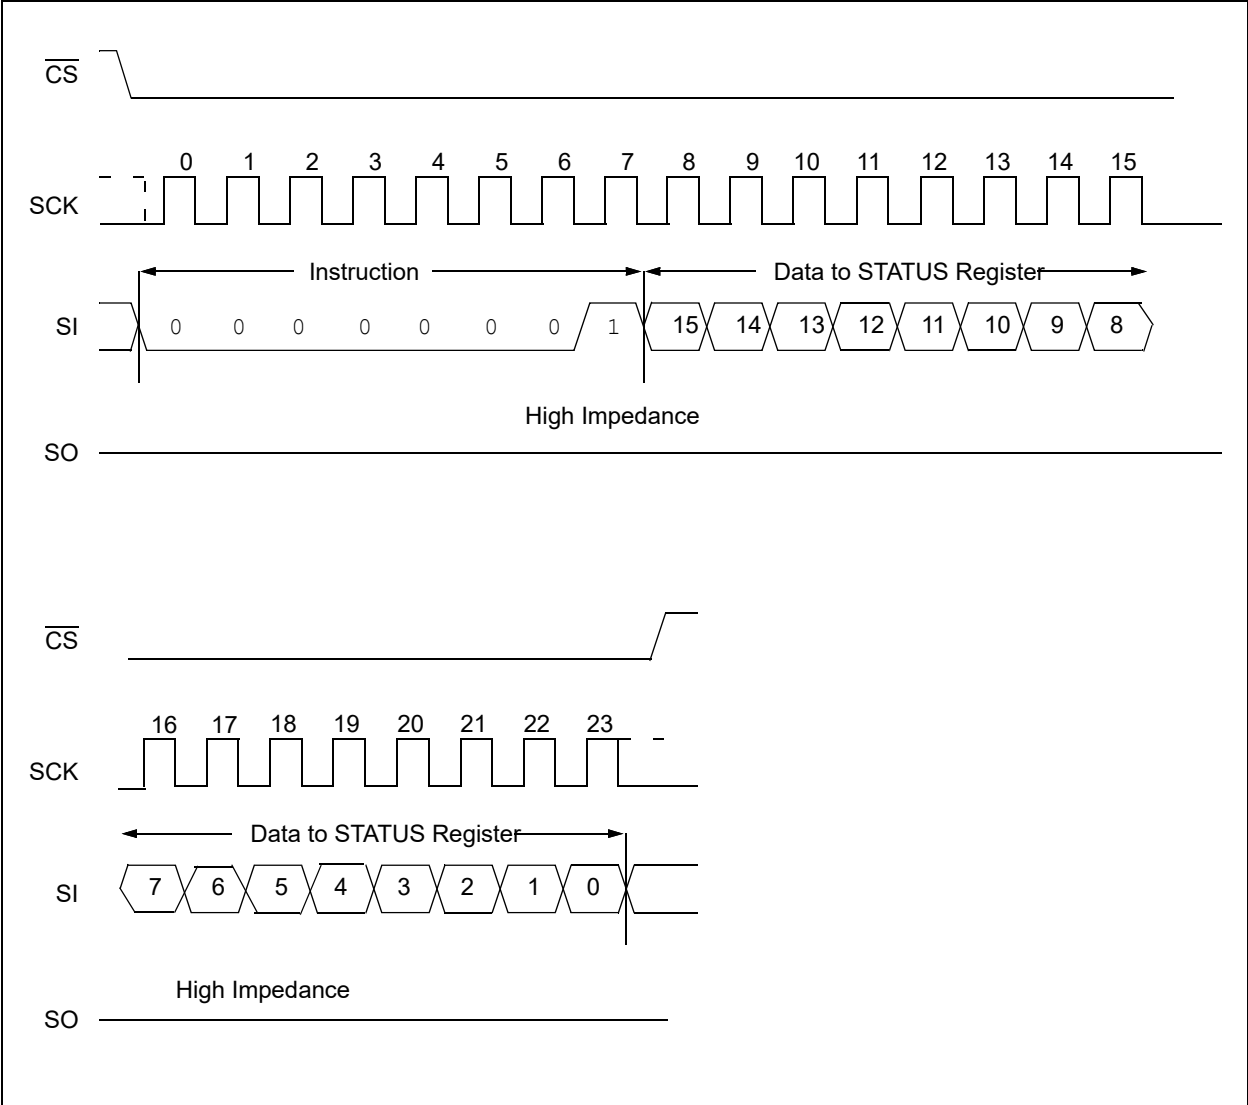 CS
0 1 2 3 4 5 6 7 8 9 10 11 12 13 14 15
SCK
Instruction Data to STATUS Register
SI 0 0 0 0 0 0 0 1 15 14 13 12 11 10 9 8
High Impedance
SO
CS
16 17 18 19 20 21 22 23
SCK
Data to STATUS Register
SI 7 6 5 4 3 2 1 0
High Impedance
SO